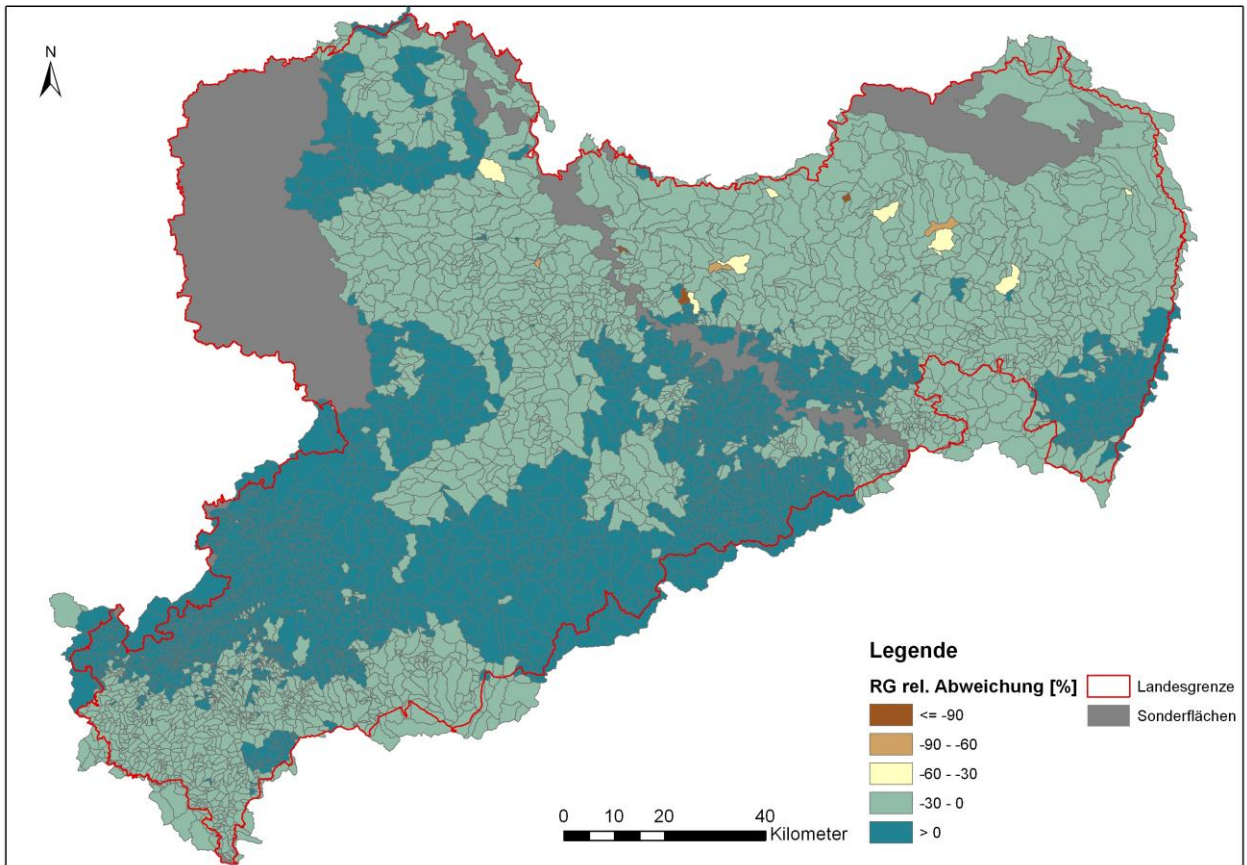 N
Legende
RG rel. Abweichung [%]
<= -90
-90 - -60
-60 - -30
-30 - 0
> 0
Landesgrenze
Sonderflächen
0 10 20 40
Kilometer